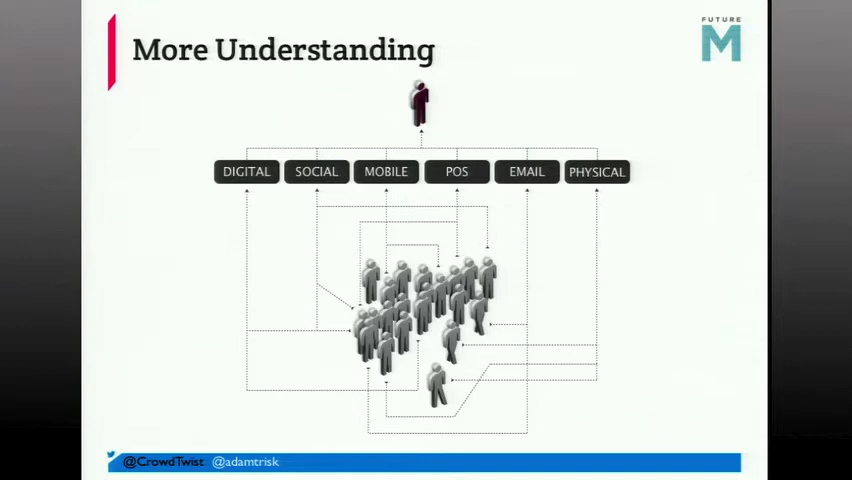 FUTURE
M
More Understanding
DIGITAL SOCIAL MOBILE POS EMAIL PHYSICAL
@CrowdTwist @adamtrisk